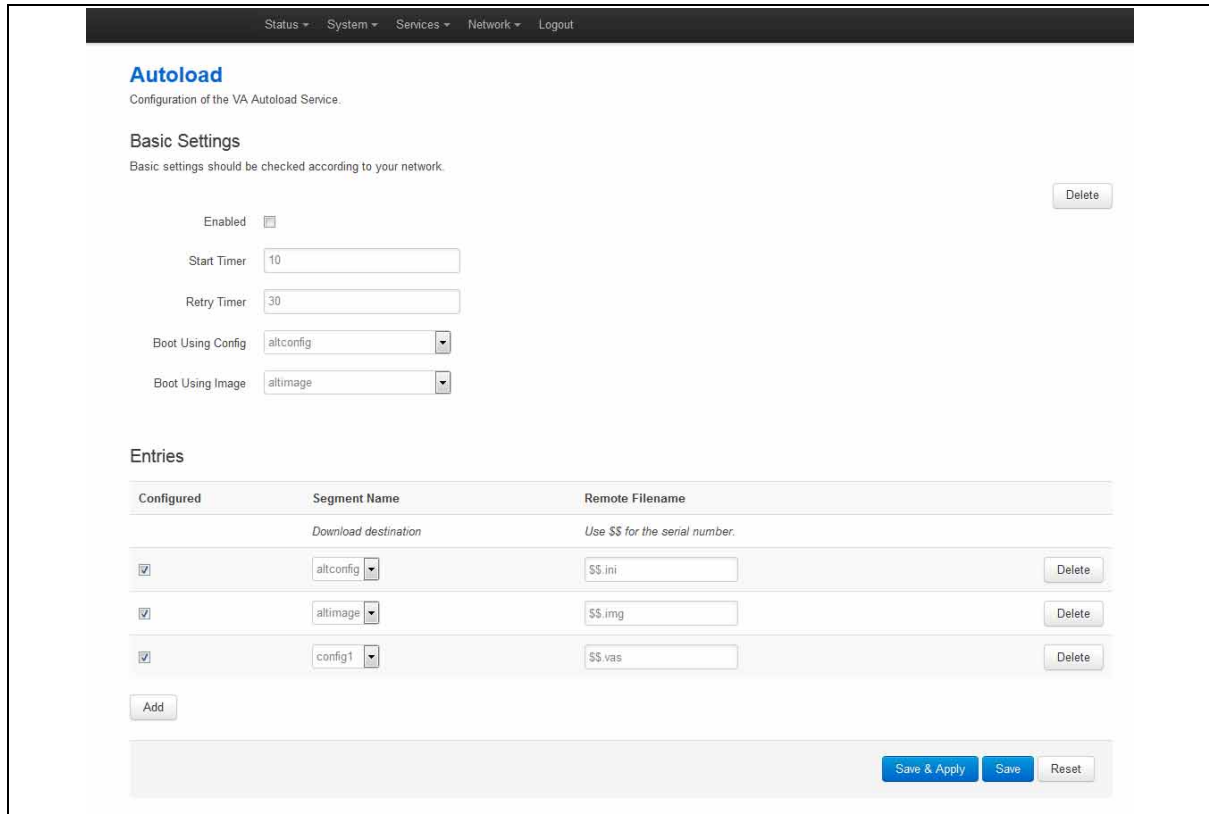 Status System Services Network Logout
Autoload
Configuration of the VA Autoload Service.
Basic Settings
Basic settings should be checked according to your network.
Delete
Enabled
Start Timer 10
Retry Timer 30
Boot Using Config altconfig
Boot Using Image altimage
Entries
Configured Segment Name Remote Filename
Download destination Use $$ for the serial number.
altconfig $$.ini Delete
altimage $$.img Delete
config1 $$.vas Delete
Add
Save & Apply Save Reset